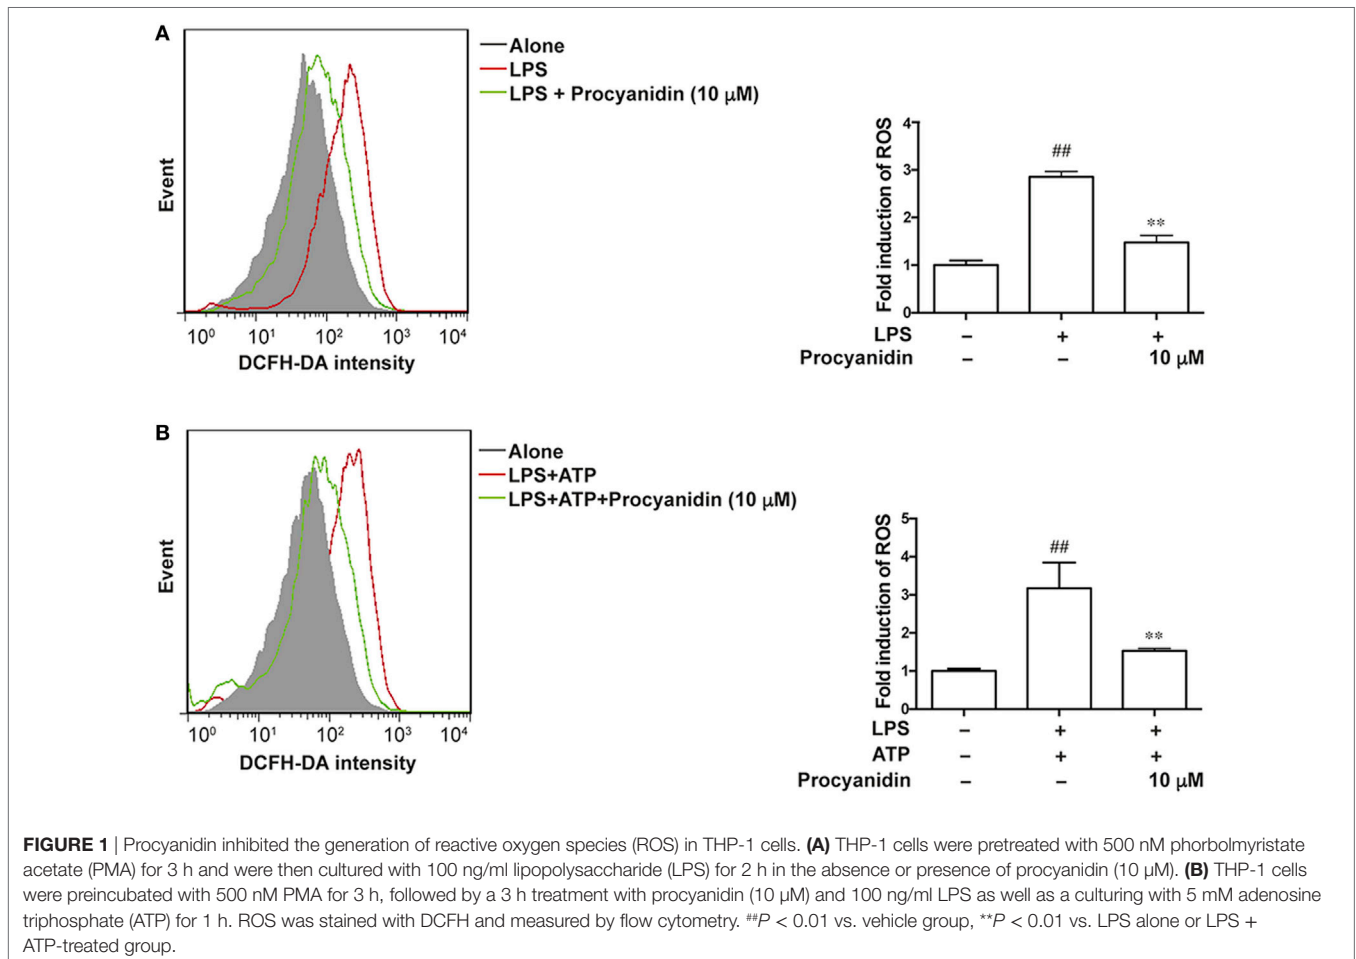 A
Alone
LPS
LPS + Procyanidin (10 μM)
Event
10⁰ 10¹ 10² 10³ 10⁴
DCFH-DA intensity
Fold induction of ROS
4
3
2
1
0
##
**
LPS – + +
Procyanidin – – 10 μM
B
Alone
LPS+ATP
LPS+ATP+Procyanidin (10 μM)
Event
10⁰ 10¹ 10² 10³ 10⁴
DCFH-DA intensity
Fold induction of ROS
5
4
3
2
1
0
##
**
LPS – + +
ATP – + +
Procyanidin – – 10 μM
FIGURE 1 | Procyanidin inhibited the generation of reactive oxygen species (ROS) in THP-1 cells. (A) THP-1 cells were pretreated with 500 nM phorbolmyristate
acetate (PMA) for 3 h and were then cultured with 100 ng/ml lipopolysaccharide (LPS) for 2 h in the absence or presence of procyanidin (10 μM). (B) THP-1 cells
were preincubated with 500 nM PMA for 3 h, followed by a 3 h treatment with procyanidin (10 μM) and 100 ng/ml LPS as well as a culturing with 5 mM adenosine
triphosphate (ATP) for 1 h. ROS was stained with DCFH and measured by flow cytometry. ##P < 0.01 vs. vehicle group, **P < 0.01 vs. LPS alone or LPS +
ATP-treated group.